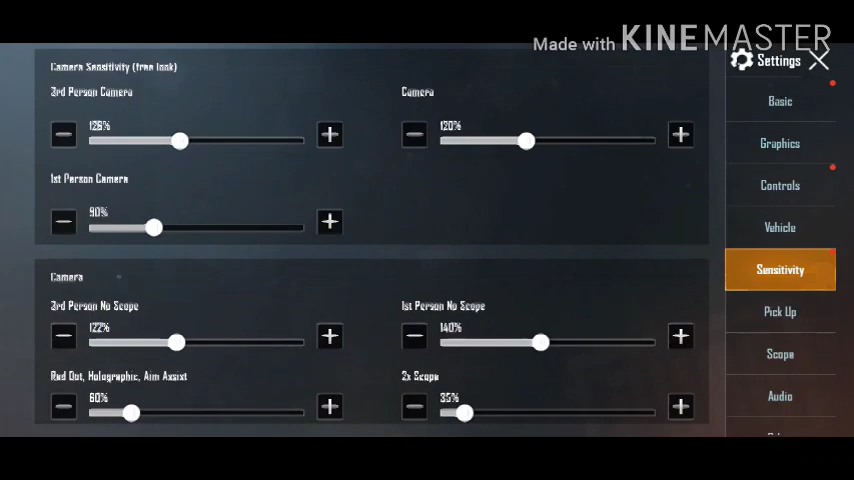 Made with KINEMASTER
Settings
Camera Sensitivity (free look)
3rd Person Camera
Camera
Basic
126%
120%
Graphics
1st Person Camera
Controls
90%
Vehicle
Camera
Sensitivity
3rd Person No Scope
1st Person No Scope
Pick Up
122%
140%
Scope
Red Dot, Holographic, Aim Assist
2x Scope
60%
35%
Audio